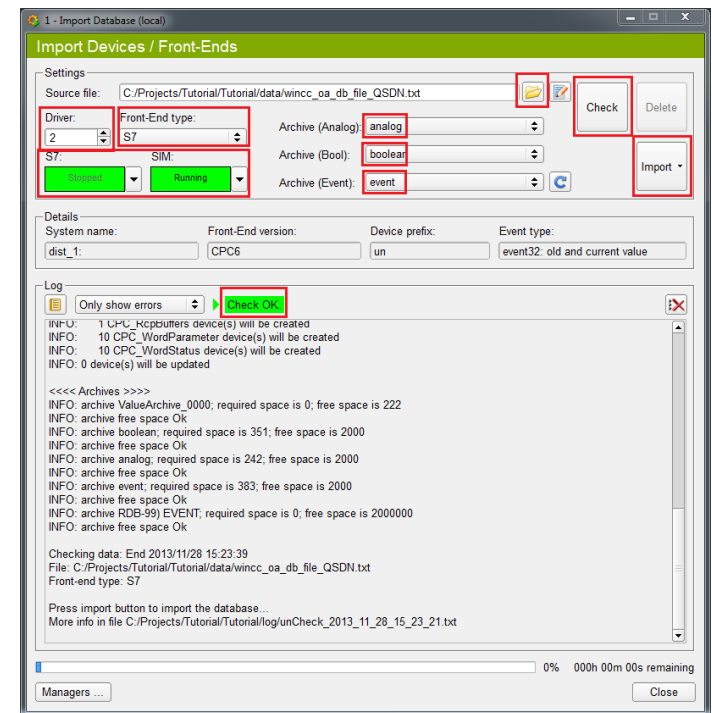 1 - Import Database (local)
Import Devices / Front-Ends
Settings
Source file: C:/Projects/Tutorial/Tutorial/data/wincc_oa_db_file_QSDN.txt
Check
Delete
Driver: Front-End type:
2 S7
Archive (Analog): analog
S7: SIM:
Archive (Bool): boolean
Import
Stopped Running
Archive (Event): event
Details
System name: Front-End version: Device prefix: Event type:
dist_1: CPC6 un event32: old and current value
Log
Only show errors Check OK.
INFO: 1 CPC_RcpBuffers device(s) will be created
INFO: 10 CPC_WordParameter device(s) will be created
INFO: 10 CPC_WordStatus device(s) will be created
INFO: 0 device(s) will be updated
<<<< Archives >>>>
INFO: archive ValueArchive_0000; required space is 0; free space is 222
INFO: archive free space Ok
INFO: archive boolean; required space is 351; free space is 2000
INFO: archive free space Ok
INFO: archive analog; required space is 242; free space is 2000
INFO: archive free space Ok
INFO: archive event; required space is 383; free space is 2000
INFO: archive free space Ok
INFO: archive RDB-99) EVENT; required space is 0; free space is 2000000
INFO: archive free space Ok
Checking data: End 2013/11/28 15:23:39
File: C:/Projects/Tutorial/Tutorial/data/wincc_oa_db_file_QSDN.txt
Front-end type: S7
Press import button to import the database...
More info in file C:/Projects/Tutorial/Tutorial/log/unCheck_2013_11_28_15_23_21.txt
0% 000h 00m 00s remaining
Managers ...
Close